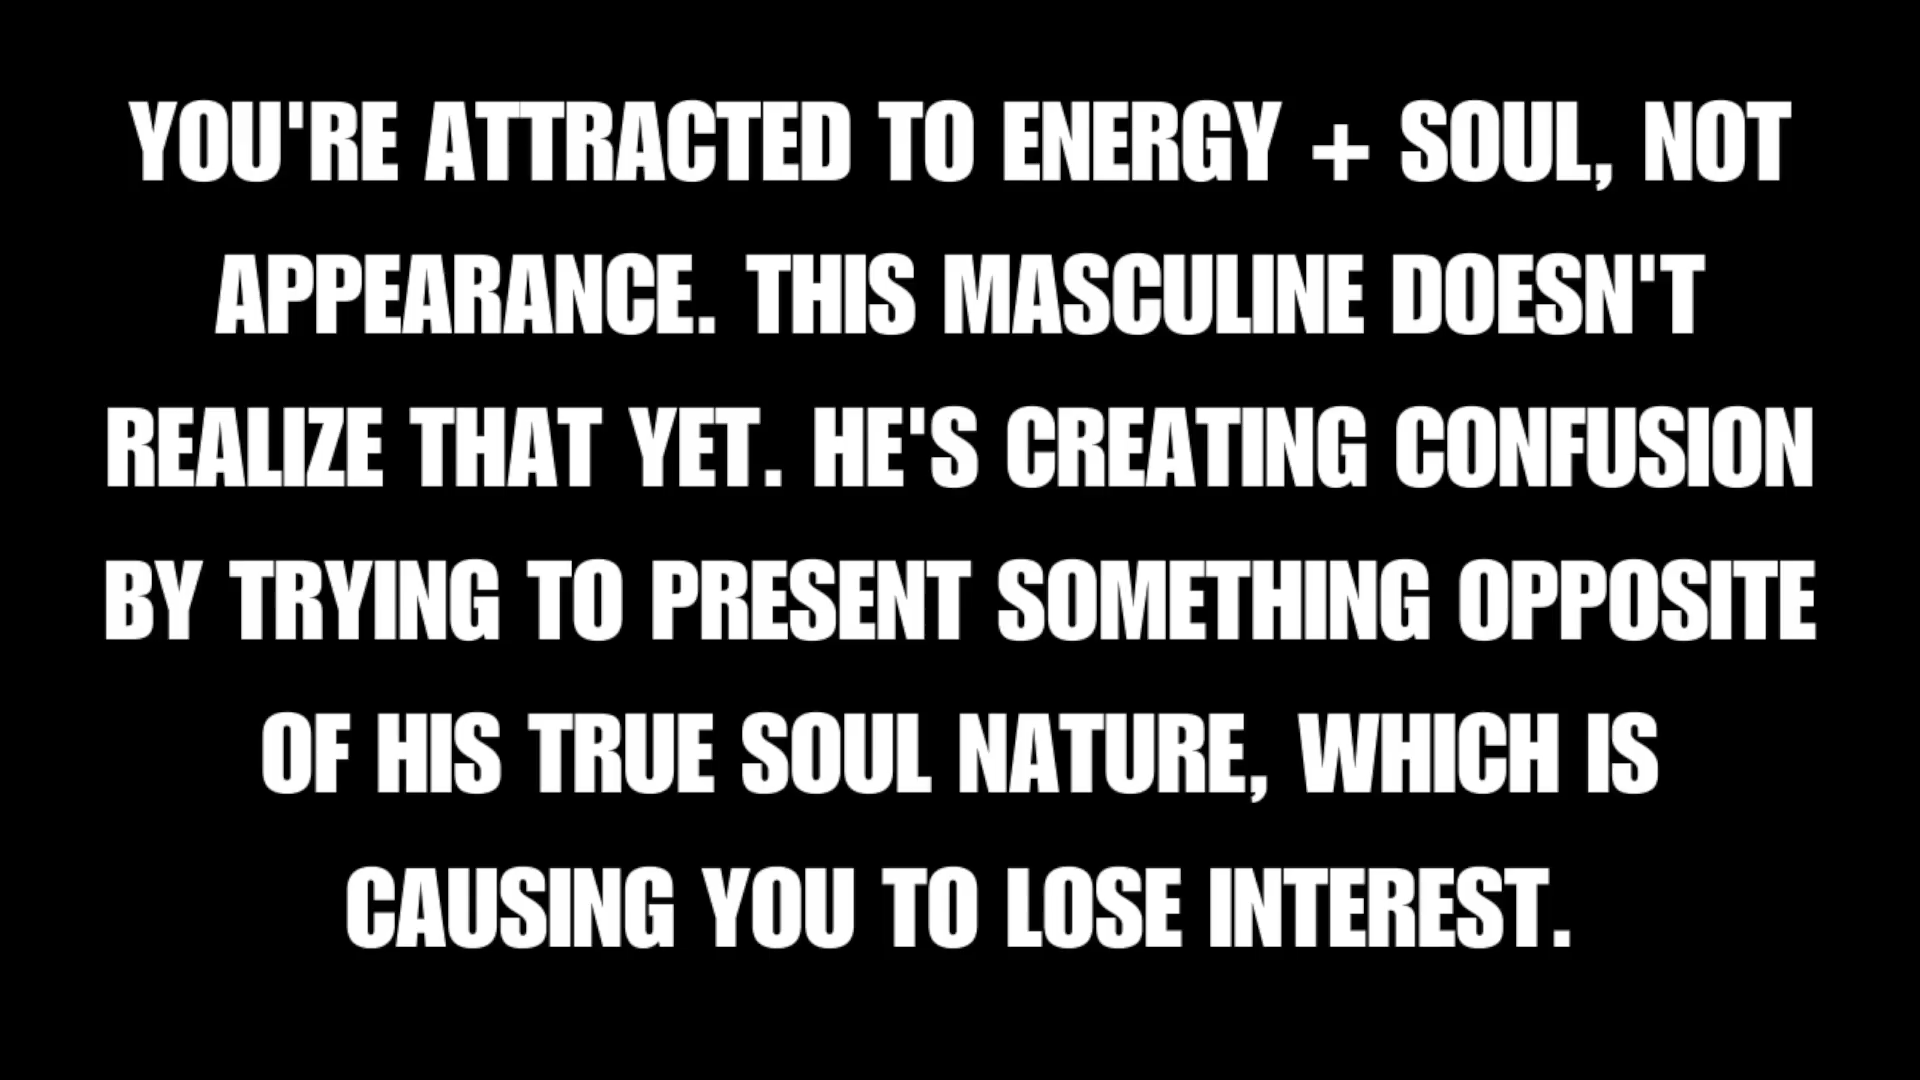 YOU'RE ATTRACTED TO ENERGY + SOUL, NOT
APPEARANCE. THIS MASCULINE DOESN'T
REALIZE THAT YET. HE'S CREATING CONFUSION
BY TRYING TO PRESENT SOMETHING OPPOSITE
OF HIS TRUE SOUL NATURE, WHICH IS
CAUSING YOU TO LOSE INTEREST.